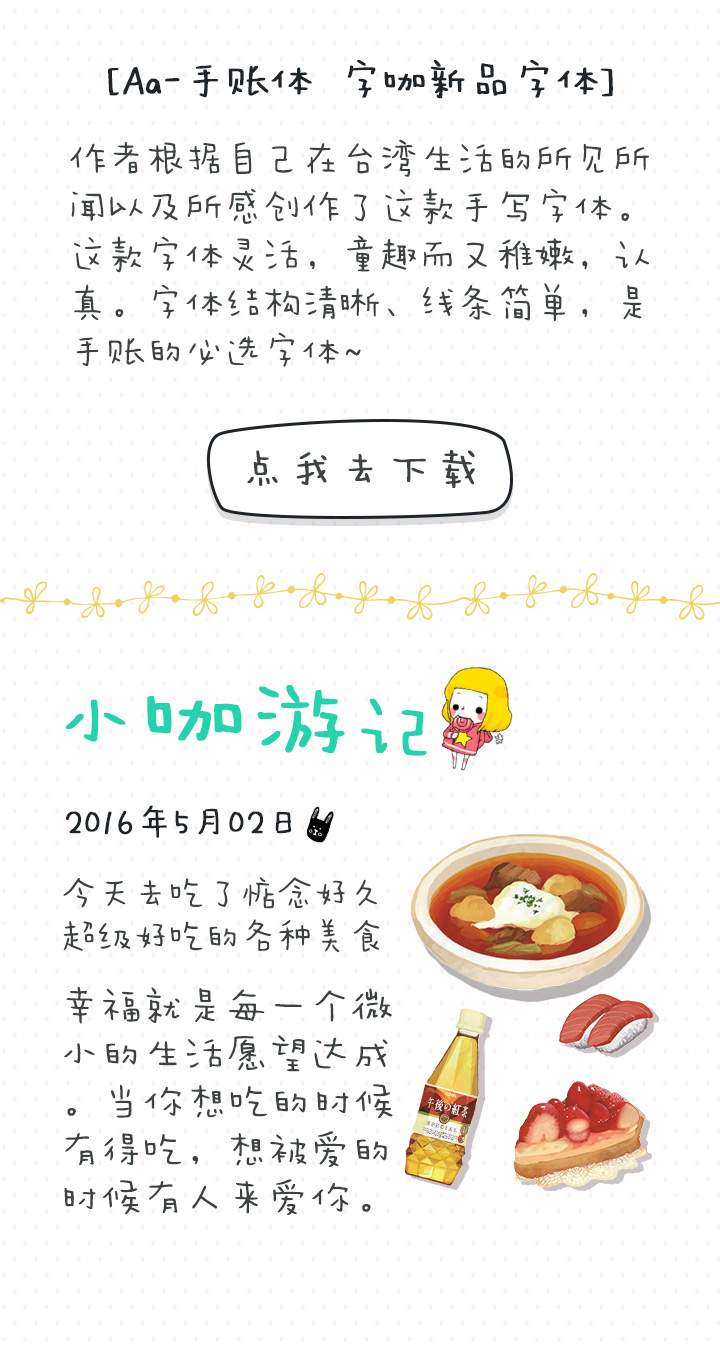 [Aa-手账体 字咖新品字体]
作者根据自己在台湾生活的所见所
闻以及所感创作了这款手写字体。
这款字体灵活，童趣而又稚嫩，认
真。字体结构清晰、线条简单，是
手账的必选字体~
点我去下载
小咖游记
2016年5月02日
今天去吃了惦念好久
超级好吃的各种美食
幸福就是每一个微
小的生活愿望达成
。当你想吃的时候
有得吃，想被爱的
时候有人来爱你。
午後の紅茶
SPECIAL